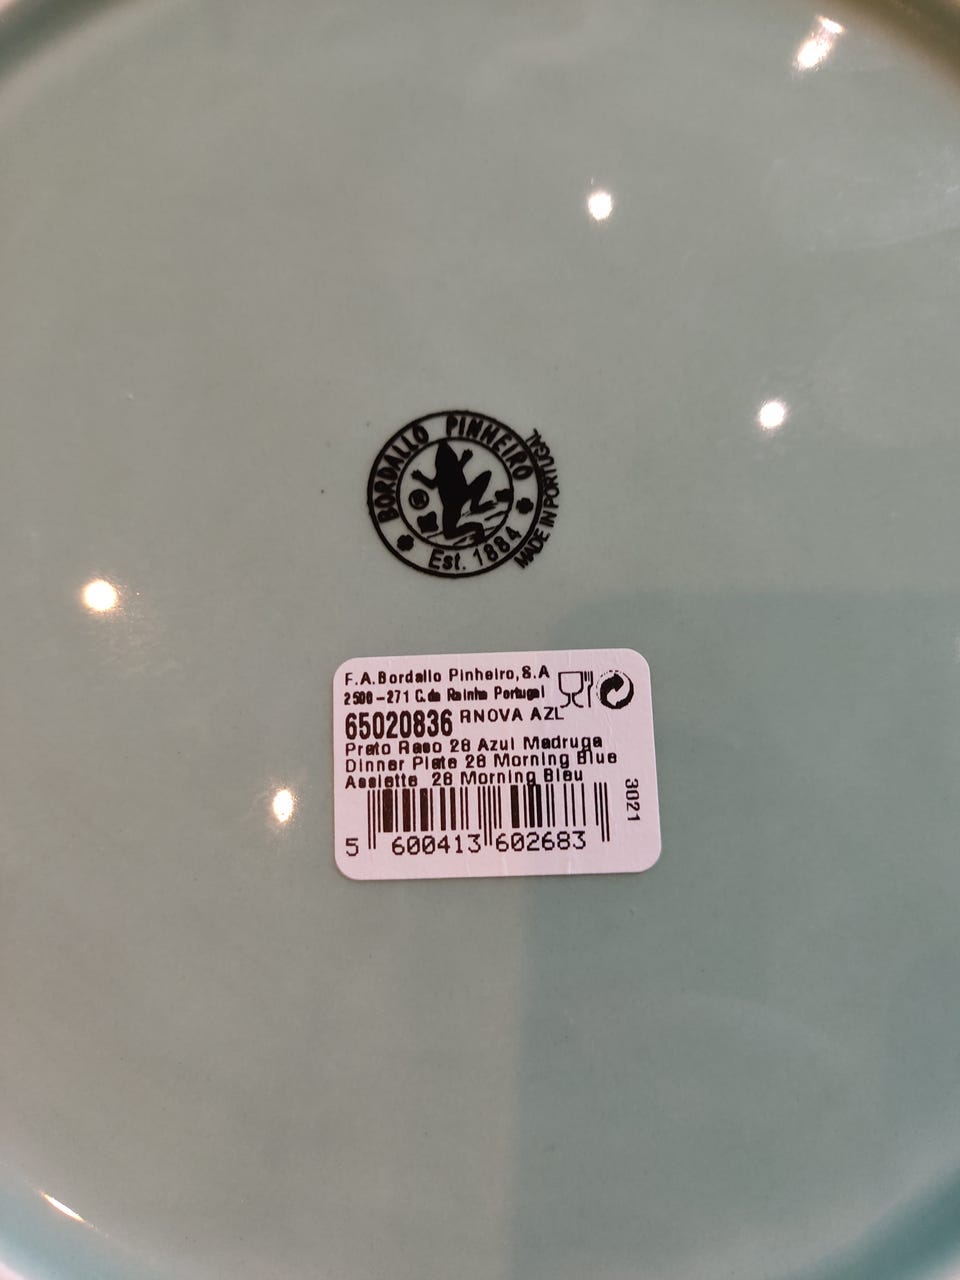 BORDALLO PINHEIRO
Est. 1884
MADE IN PORTUGAL
F.A.Bordallo Pinheiro,S.A
2500-271 C.da Rainha Portugal
65020836 RNOVA AZL
Prato Raso 28 Azul Madruga
Dinner Plate 28 Morning Blue
Assiette 28 Morning Bleu
3021
5 600413 602683